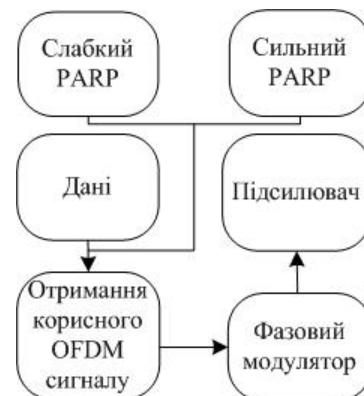 Слабкий
PARP
Сильний
PARP
Дані
Підсилювач
Отримання
корисного
OFDM
сигналу
Фазовий
модулятор